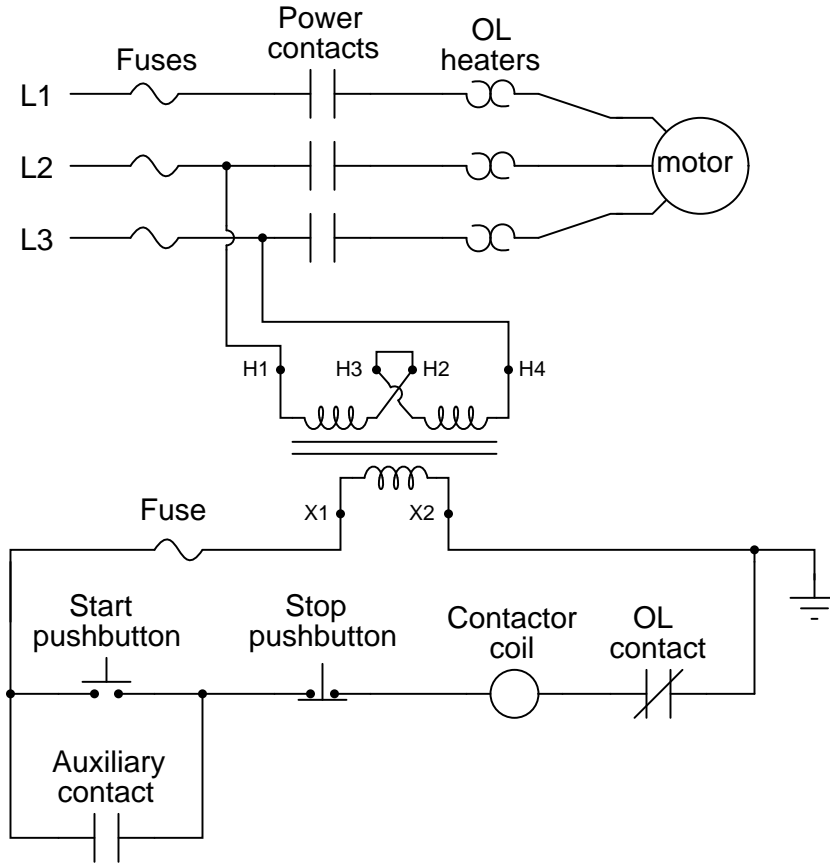 Power
contacts
OL
heaters
Fuses
L1
L2
L3
motor
H1
H3
H2
H4
X1
X2
Fuse
Start
pushbutton
Stop
pushbutton
Contactor
coil
OL
contact
Auxiliary
contact